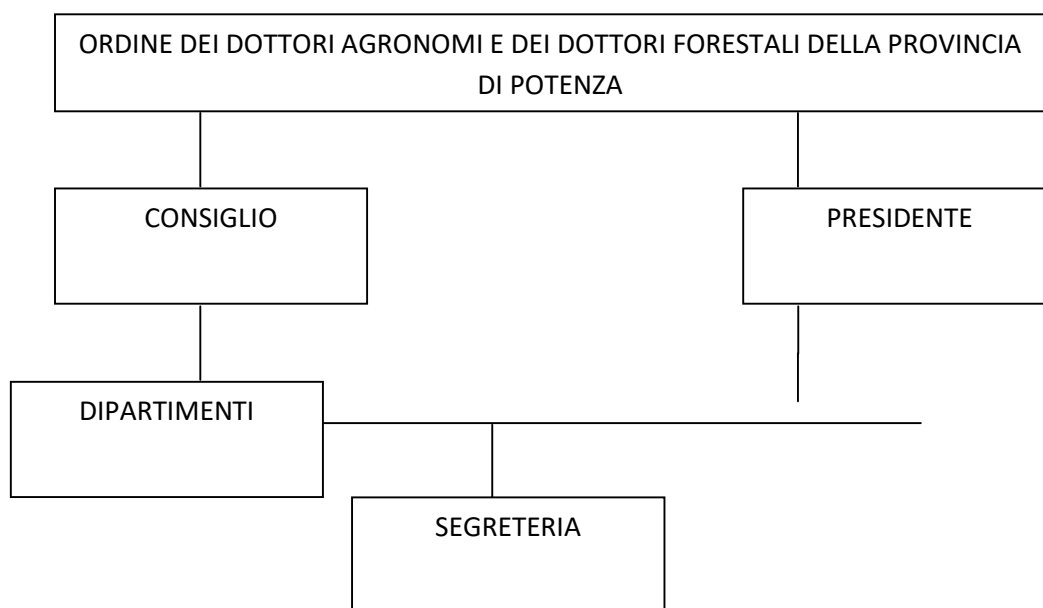 ORDINE DEI DOTTORI AGRONOMI E DEI DOTTORI FORESTALI DELLA PROVINCIA
DI POTENZA
CONSIGLIO
PRESIDENTE
DIPARTIMENTI
SEGRETERIA